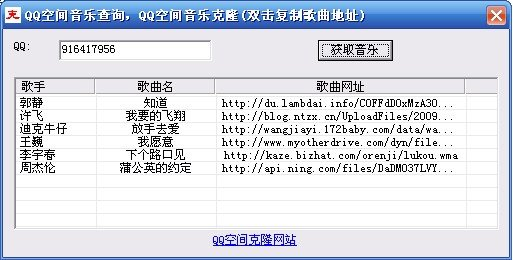 克 QQ空间音乐查询，QQ空间音乐克隆(双击复制歌曲地址)
QQ: 916417956 获取音乐
歌手 歌曲名 歌曲网址
郭静 知道 http://du.lambdai.info/COFFdDOxMzA3O...
许飞 我要的飞翔 http://blog.ntzx.cn/UploadFiles/2009...
迪克牛仔 放手去爱 http://wangjiayi.172baby.com/data/wa...
王巍 我愿意 http://www.myotherdrive.com/dyn/file...
李宇春 下个路口见 http://kaze.bizhat.com/orenji/lukou.wma
周杰伦 蒲公英的约定 http://api.ning.com/files/DaDMO37LVY...
QQ空间克隆网站